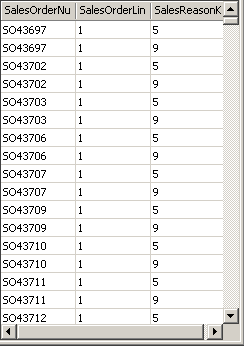 SalesOrderNu SalesOrderLin SalesReasonK
SO43697 1 5
SO43697 1 9
SO43702 1 5
SO43702 1 9
SO43703 1 5
SO43703 1 9
SO43706 1 5
SO43706 1 9
SO43707 1 5
SO43707 1 9
SO43709 1 5
SO43709 1 9
SO43710 1 5
SO43710 1 9
SO43711 1 5
SO43711 1 9
SO43712 1 5